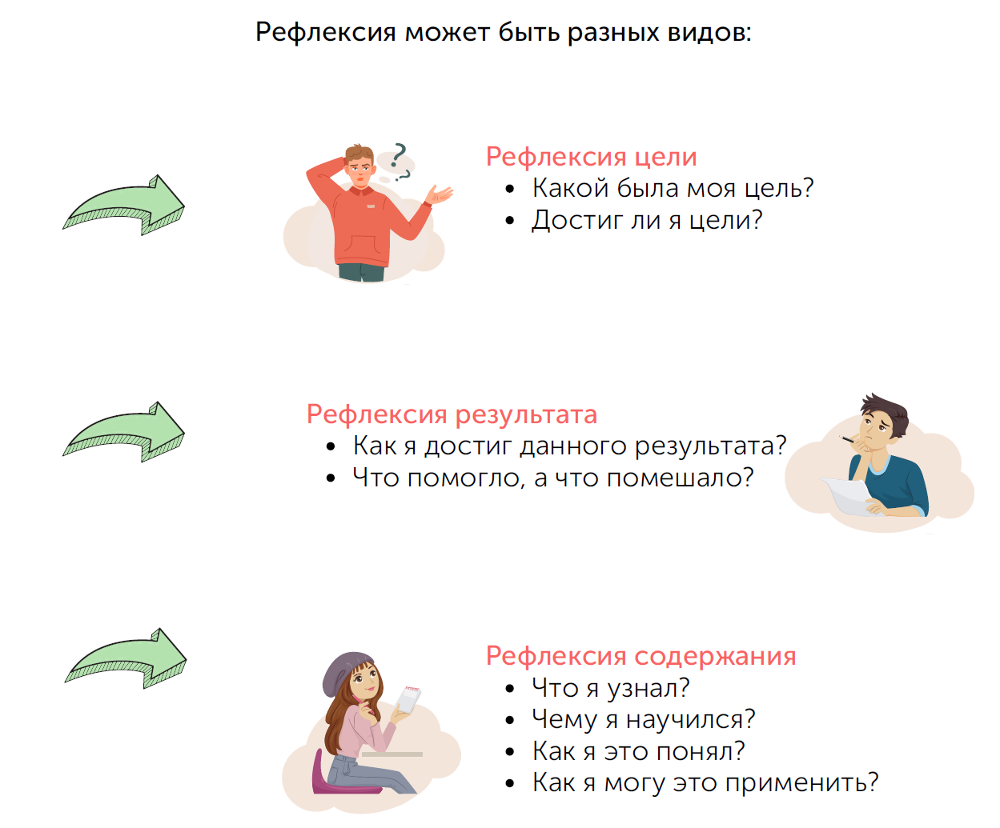 Рефлексия может быть разных видов:
Рефлексия цели
• Какой была моя цель?
• Достиг ли я цели?
Рефлексия результата
• Как я достиг данного результата?
• Что помогло, а что помешало?
Рефлексия содержания
• Что я узнал?
• Чему я научился?
• Как я это понял?
• Как я могу это применить?